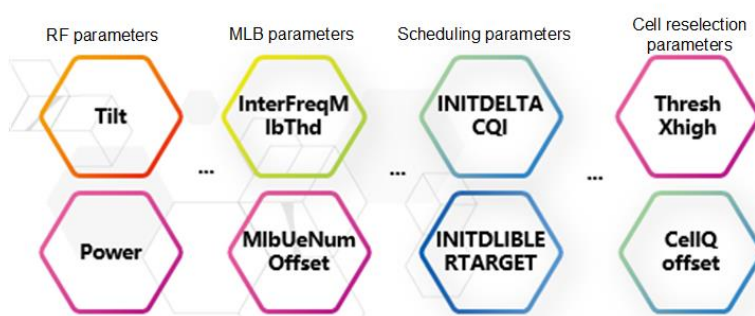 RF parameters
MLB parameters
Scheduling parameters
Cell reselection
parameters
Tilt
InterFreqM
lbThd
INITDELTA
CQI
Thresh
Xhigh
...
...
...
Power
MlbUeNum
Offset
INITDLIBLE
RTARGET
CellQ
offset